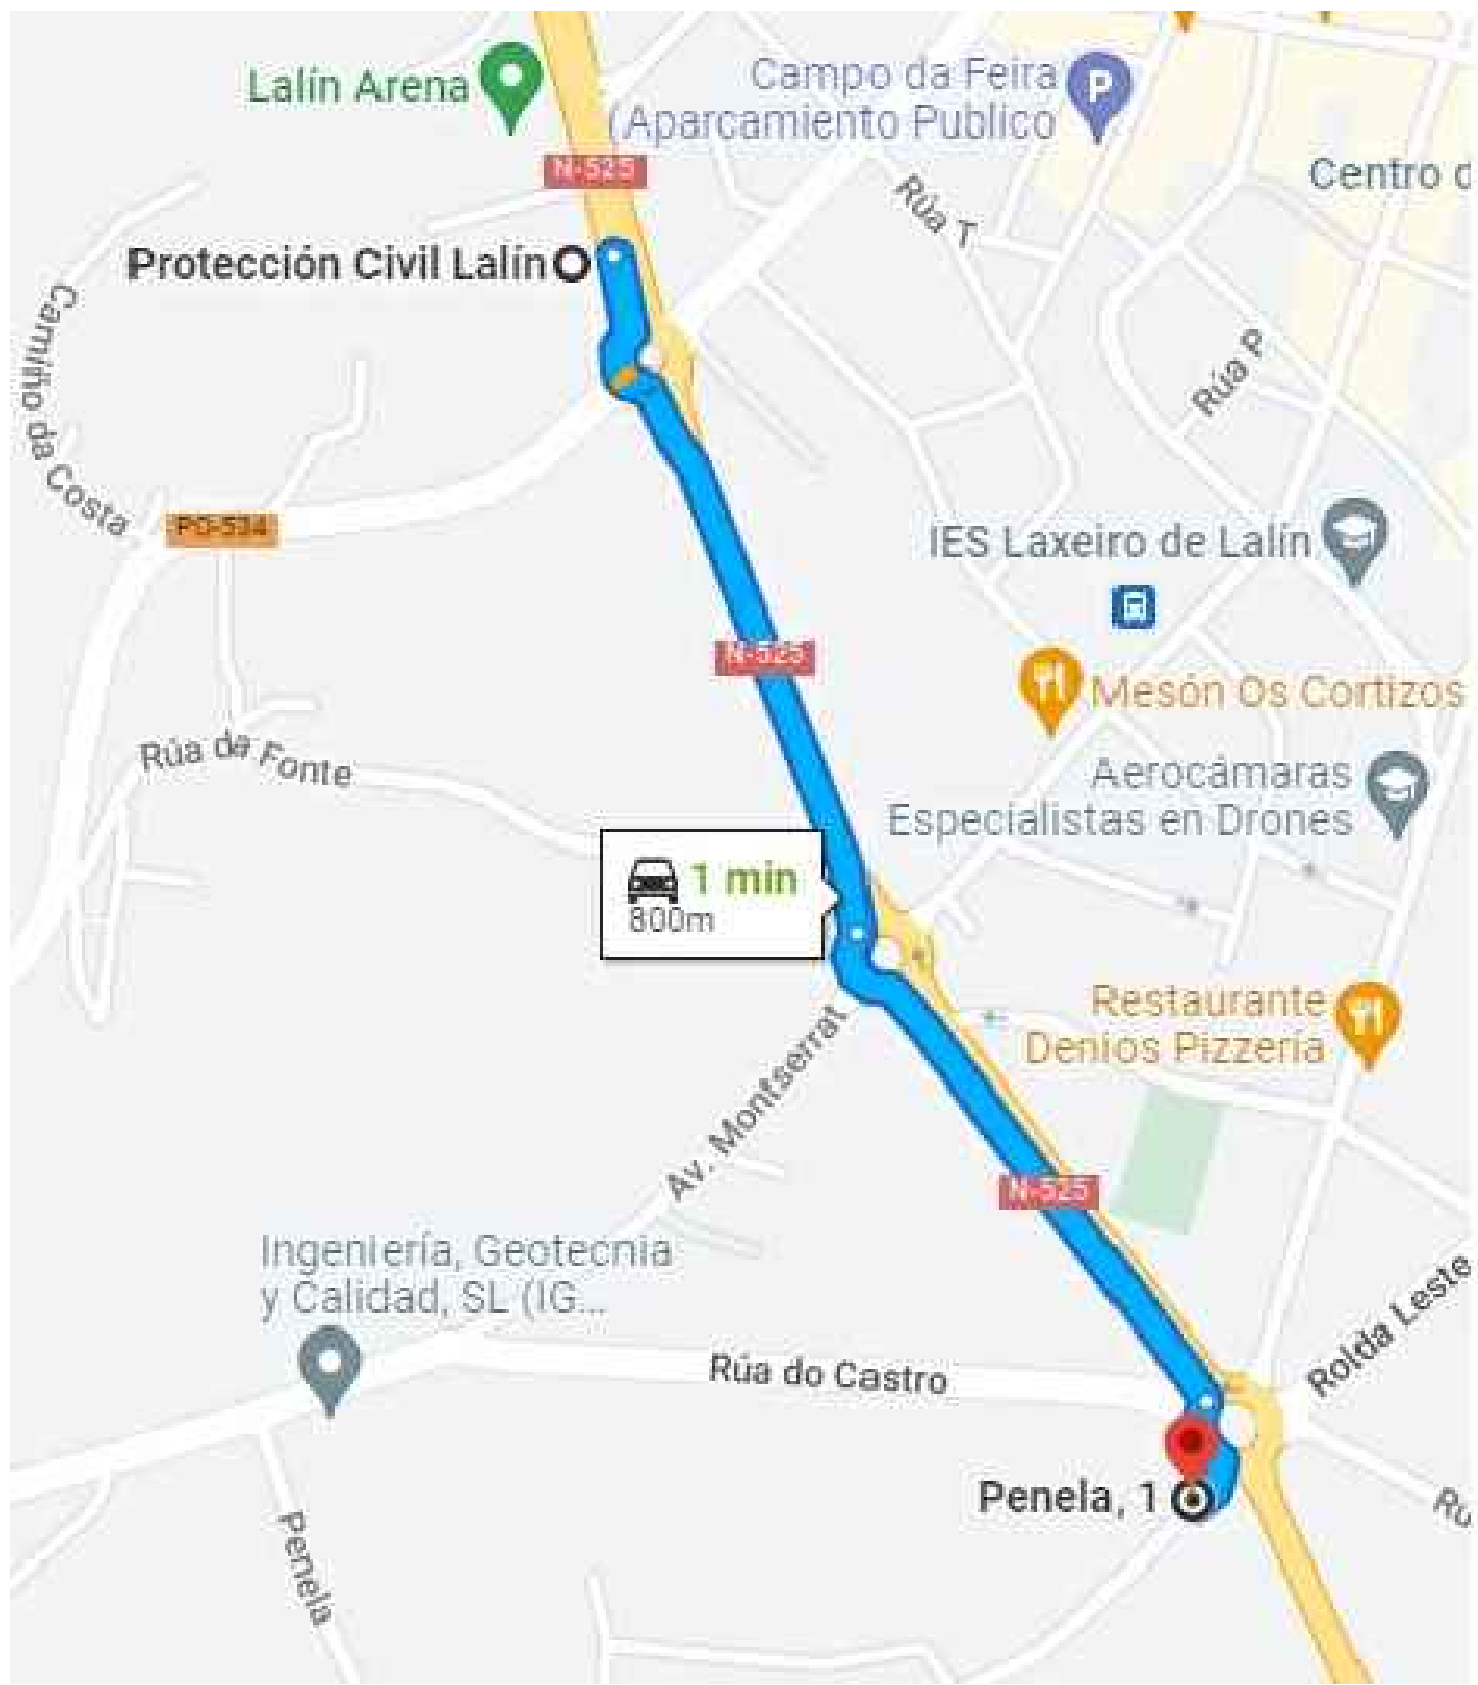 Lalín Arena
Campo da Feira
(Aparcamiento Publico
P
N-525
Centro
Rúa T
Protección Civil Lalín
Camiño da Costa
Rúa P
PO-534
IES Laxeiro de Lalín
N-525
Mesón Os Cortizos
Rúa da Fonte
Aerocámaras
Especialistas en Drones
1 min
800m
Restaurante
Denios Pizzería
Av. Montserrat
N-525
Ingeniería, Geotecnia
y Calidad, SL (IG...
Rolda Leste
Rúa do Castro
Penela, 1
Penela